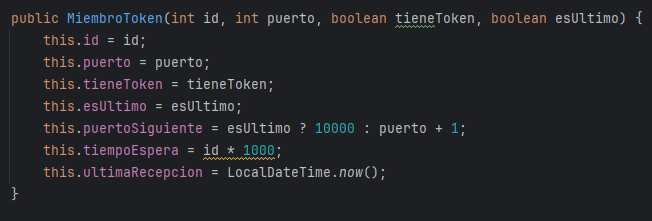 public MiembroToken(int id, int puerto, boolean tieneToken, boolean esUltimo) {
    this.id = id;
    this.puerto = puerto;
    this.tieneToken = tieneToken;
    this.esUltimo = esUltimo;
    this.puertoSiguiente = esUltimo ? 10000 : puerto + 1;
    this.tiempoEspera = id * 1000;
    this.ultimaRecepcion = LocalDateTime.now();
}